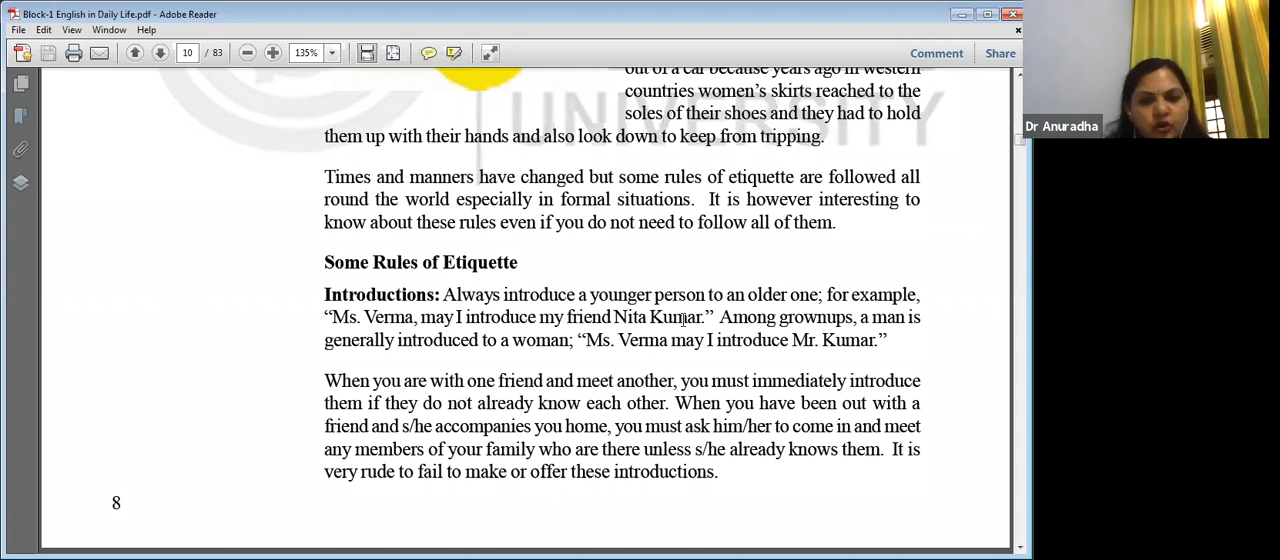 Block-1 English in Daily Life.pdf - Adobe Reader
File Edit View Window Help
10 / 83 135% Comment Share
out of a car because years ago in western
countries women's skirts reached to the
soles of their shoes and they had to hold
them up with their hands and also look down to keep from tripping.
UNIVERSITY
Times and manners have changed but some rules of etiquette are followed all
round the world especially in formal situations. It is however interesting to
know about these rules even if you do not need to follow all of them.
Some Rules of Etiquette
Introductions: Always introduce a younger person to an older one; for example,
“Ms. Verma, may I introduce my friend Nita Kumar.” Among grownups, a man is
generally introduced to a woman; “Ms. Verma may I introduce Mr. Kumar.”
When you are with one friend and meet another, you must immediately introduce
them if they do not already know each other. When you have been out with a
friend and s/he accompanies you home, you must ask him/her to come in and meet
any members of your family who are there unless s/he already knows them. It is
very rude to fail to make or offer these introductions.
8
Dr Anuradha